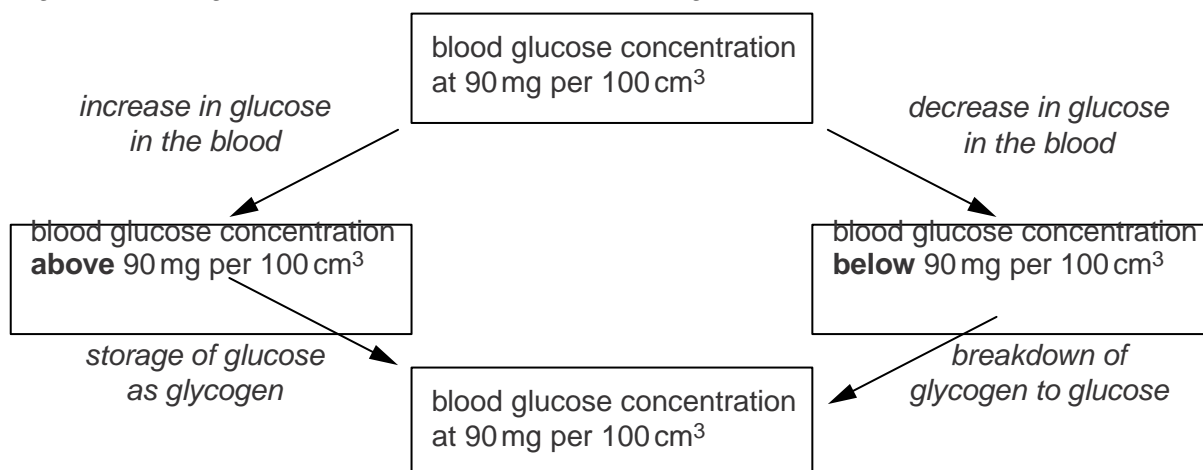 blood glucose concentration
at 90 mg per 100 cm³
increase in glucose
in the blood
decrease in glucose
in the blood
blood glucose concentration
above 90 mg per 100 cm³
blood glucose concentration
below 90 mg per 100 cm³
storage of glucose
as glycogen
breakdown of
glycogen to glucose
blood glucose concentration
at 90 mg per 100 cm³